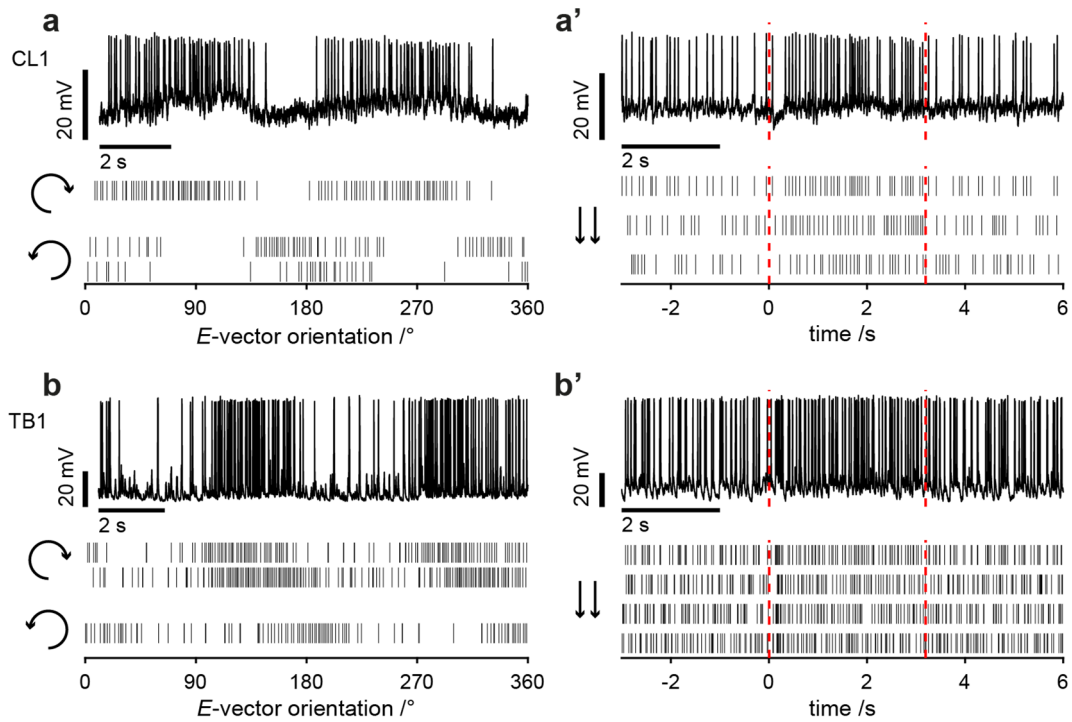 a
a’
CL1
20 mV
20 mV
2 s
2 s
0 90 180 270 360
E-vector orientation /°
-2 0 2 4 6
time /s
b
b’
TB1
20 mV
20 mV
2 s
2 s
0 90 180 270 360
E-vector orientation /°
-2 0 2 4 6
time /s